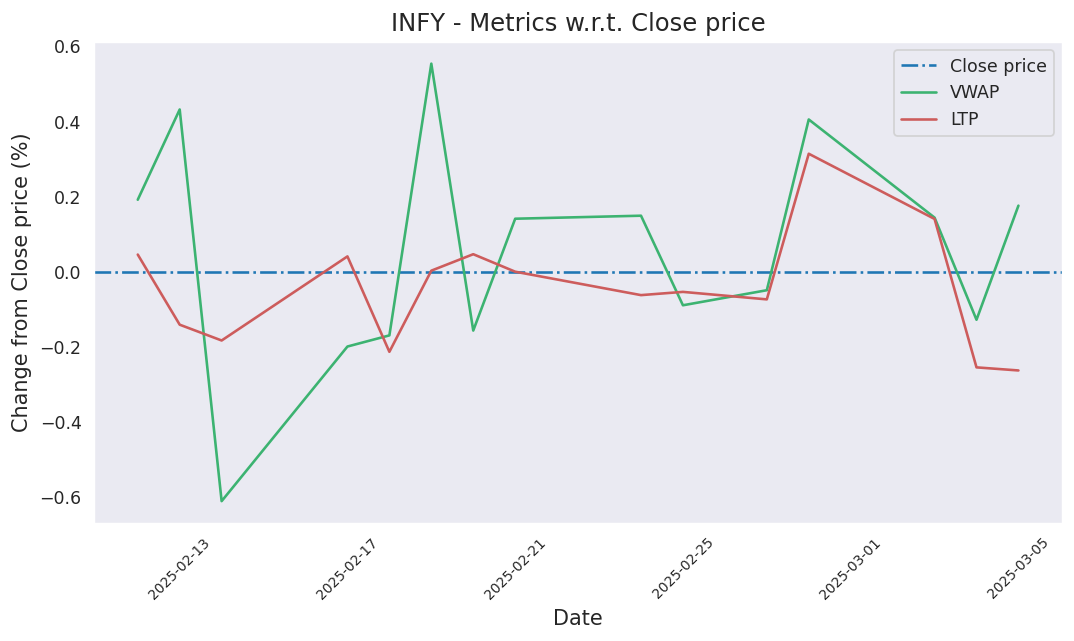 INFY - Metrics w.r.t. Close price
Change from Close price (%)
0.6
0.4
0.2
0.0
−0.2
−0.4
−0.6
Close price
VWAP
LTP
2025-02-13
2025-02-17
2025-02-21
2025-02-25
2025-03-01
2025-03-05
Date